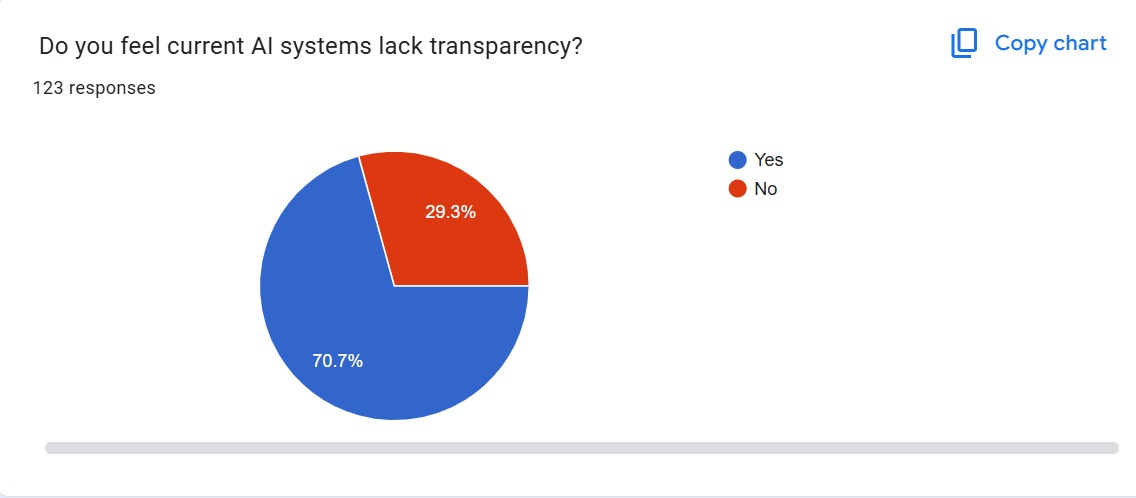 Do you feel current AI systems lack transparency?
Copy chart
123 responses
Yes
No
29.3%
70.7%